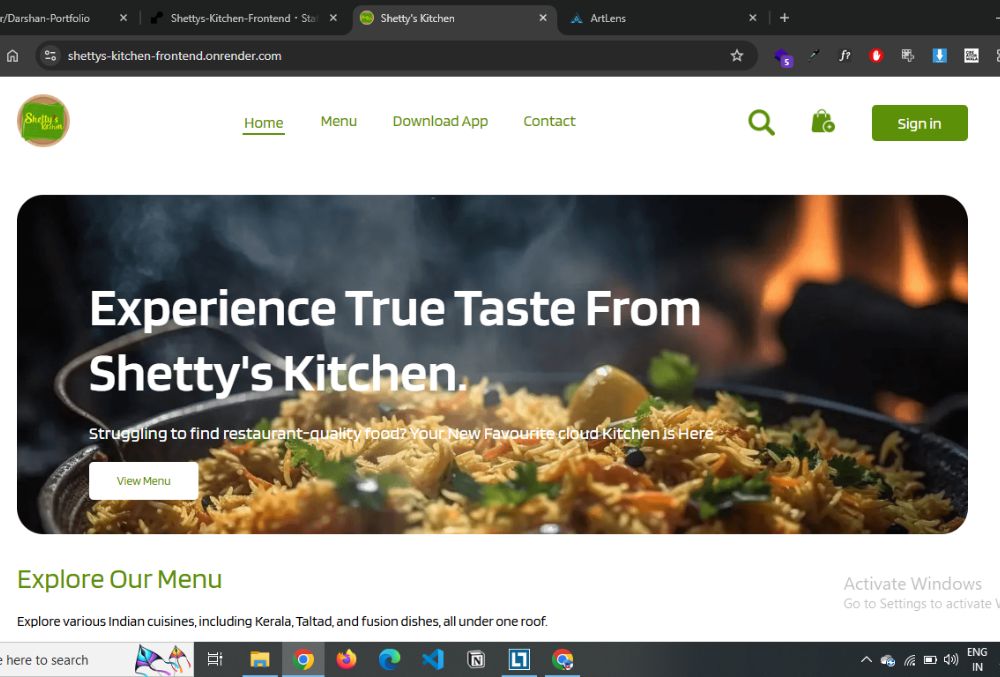 r/Darshan-Portfolio
Shettys-Kitchen-Frontend · Sta
Shetty's Kitchen
ArtLens
shettys-kitchen-frontend.onrender.com
5
f?
Shetty's
Kitchen
Home
Menu
Download App
Contact
Sign in
Experience True Taste From
Shetty's Kitchen.
Struggling to find restaurant-quality food? Your New Favourite cloud Kitchen Is Here
View Menu
Explore Our Menu
Explore various Indian cuisines, including Kerala, Taltad, and fusion dishes, all under one roof.
Activate Windows
Go to Settings to activate W
e here to search
ENG
IN